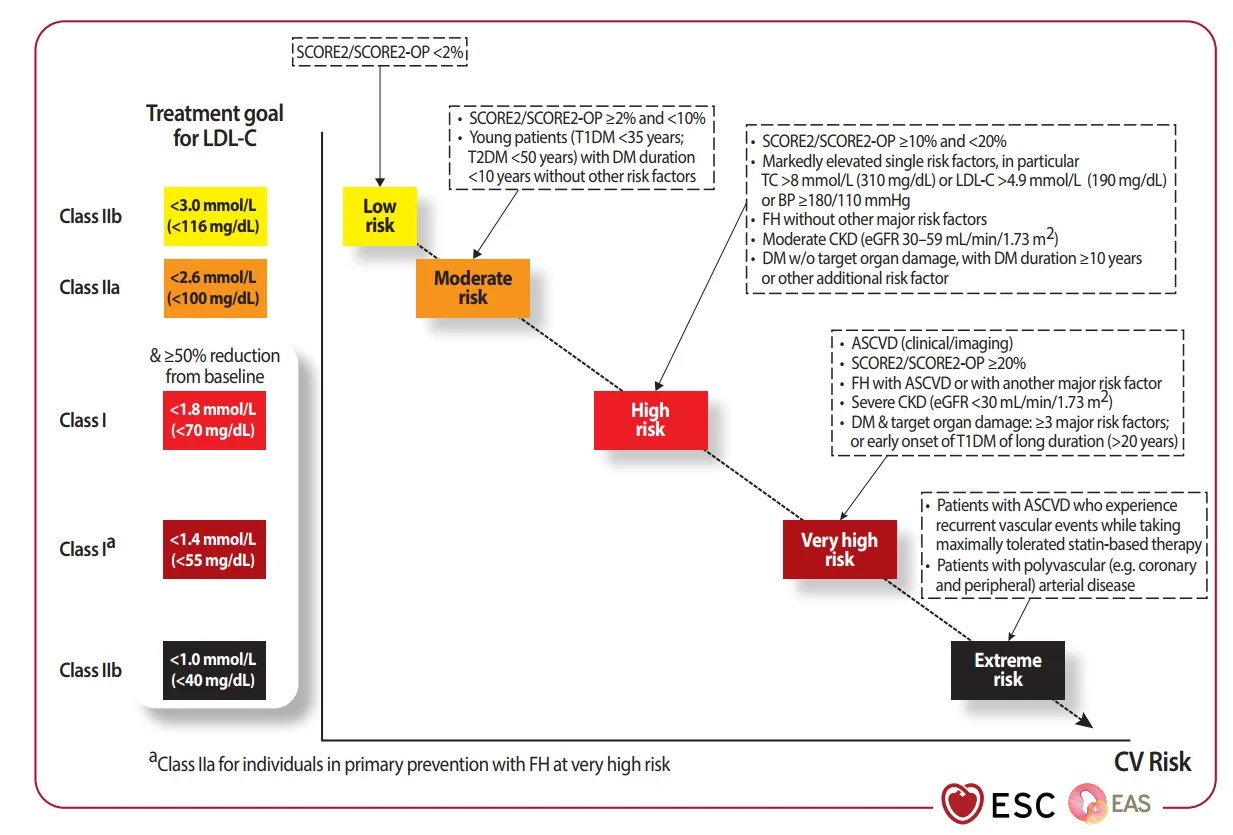 SCORE2/SCORE2-OP <2%
Treatment goal
for LDL-C
• SCORE2/SCORE2-OP ≥2% and <10%
• Young patients (T1DM <35 years;
T2DM <50 years) with DM duration
<10 years without other risk factors
• SCORE2/SCORE2-OP ≥10% and <20%
• Markedly elevated single risk factors, in particular
TC >8 mmol/L (310 mg/dL) or LDL-C >4.9 mmol/L (190 mg/dL)
or BP ≥180/110 mmHg
• FH without other major risk factors
• Moderate CKD (eGFR 30–59 mL/min/1.73 m²)
• DM w/o target organ damage, with DM duration ≥10 years
or other additional risk factor
Class IIb
<3.0 mmol/L
(<116 mg/dL)
Low
risk
Class IIa
<2.6 mmol/L
(<100 mg/dL)
Moderate
risk
& ≥50% reduction
from baseline
Class I
<1.8 mmol/L
(<70 mg/dL)
High
risk
• ASCVD (clinical/imaging)
• SCORE2/SCORE2-OP ≥20%
• FH with ASCVD or with another major risk factor
• Severe CKD (eGFR <30 mL/min/1.73 m²)
• DM & target organ damage: ≥3 major risk factors;
or early onset of T1DM of long duration (>20 years)
Class Iᵃ
<1.4 mmol/L
(<55 mg/dL)
Very high
risk
• Patients with ASCVD who experience
recurrent vascular events while taking
maximally tolerated statin-based therapy
• Patients with polyvascular (e.g. coronary
and peripheral) arterial disease
Class IIb
<1.0 mmol/L
(<40 mg/dL)
Extreme
risk
ᵃClass IIa for individuals in primary prevention with FH at very high risk
CV Risk
ESC
EAS